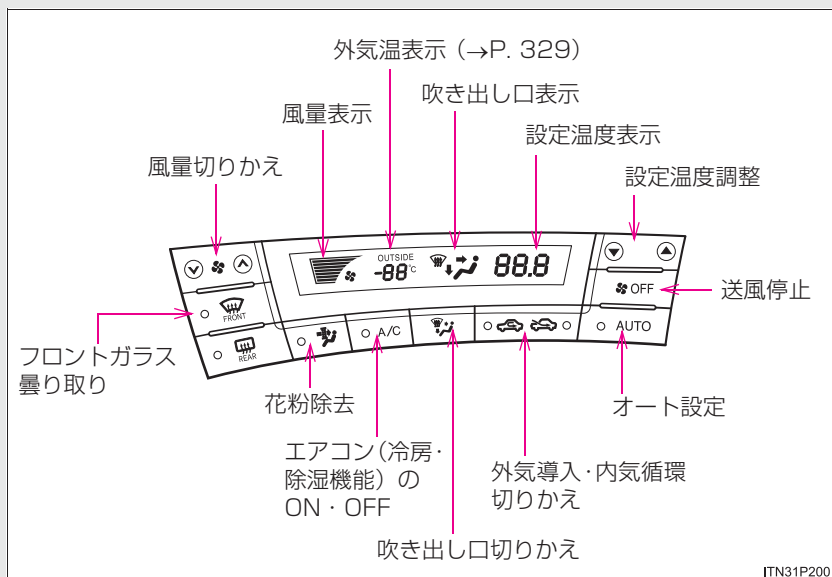 外気温表示（→P. 329）
吹き出し口表示
風量表示
設定温度表示
風量切りかえ
設定温度調整
OUTSIDE
-88℃
88.8
OFF
送風停止
FRONT
A/C
AUTO
REAR
フロントガラス
曇り取り
花粉除去
オート設定
エアコン（冷房・
除湿機能）の
ON・OFF
外気導入・内気循環
切りかえ
吹き出し口切りかえ
ITN31P200